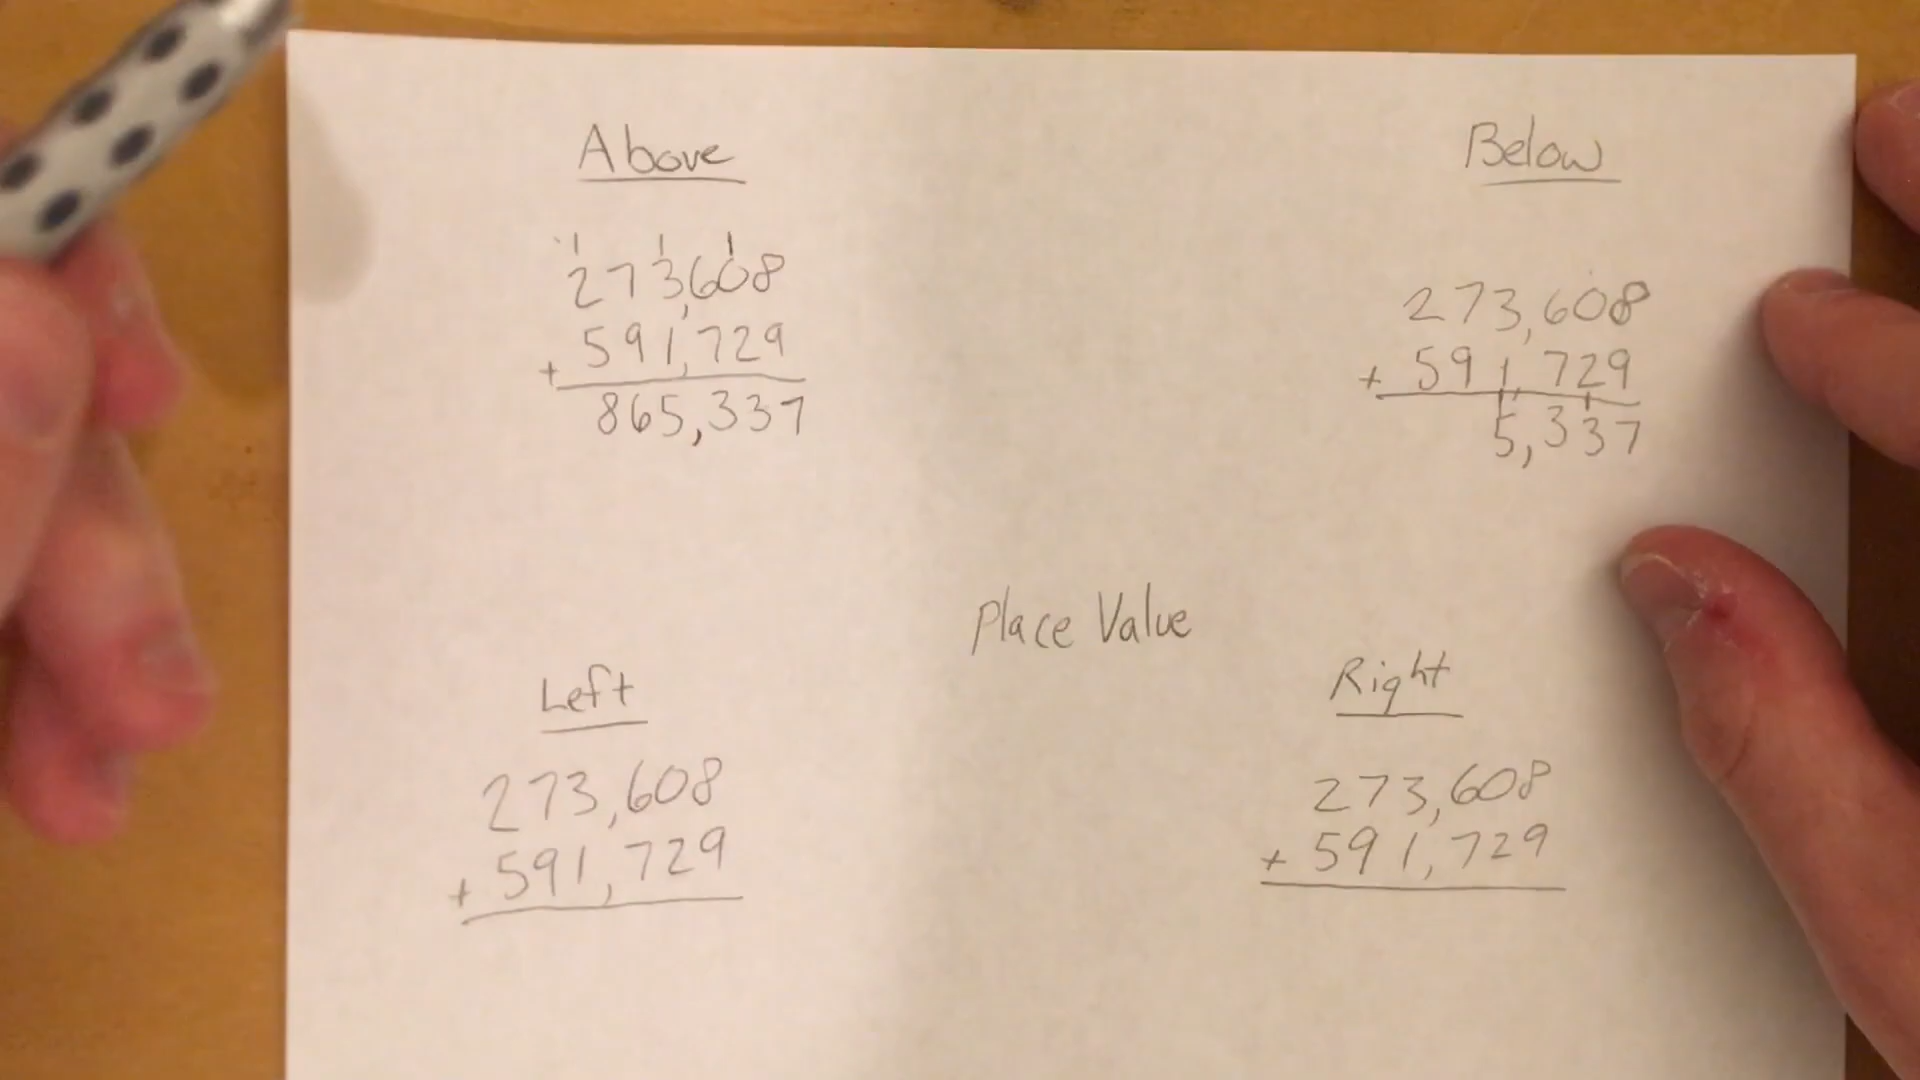 Above
1 1 1
273,608
+ 591,729
865,337
Below
273,608
+ 591,729
1 1
5,337
Place Value
Left
273,608
+ 591,729
Right
273,608
+ 591,729